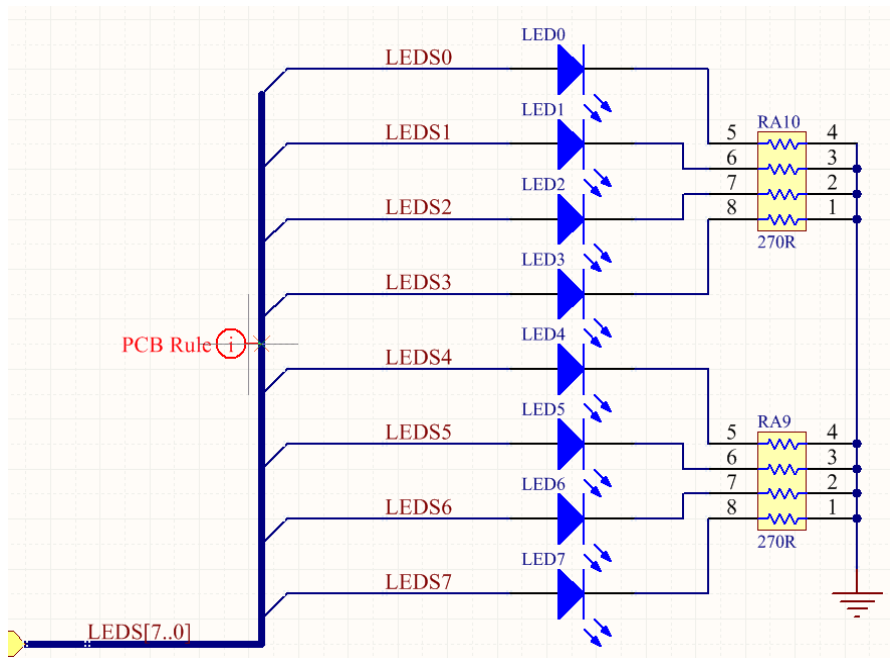 LED0
LEDS0
LED1
LEDS1
RA10
5 4
6 3
LED2
7 2
LEDS2
8 1
270R
LED3
LEDS3
LED4
PCB Rule i
LEDS4
LED5
RA9
LEDS5
5 4
6 3
LED6
7 2
LEDS6
8 1
270R
LED7
LEDS7
LEDS[7..0]